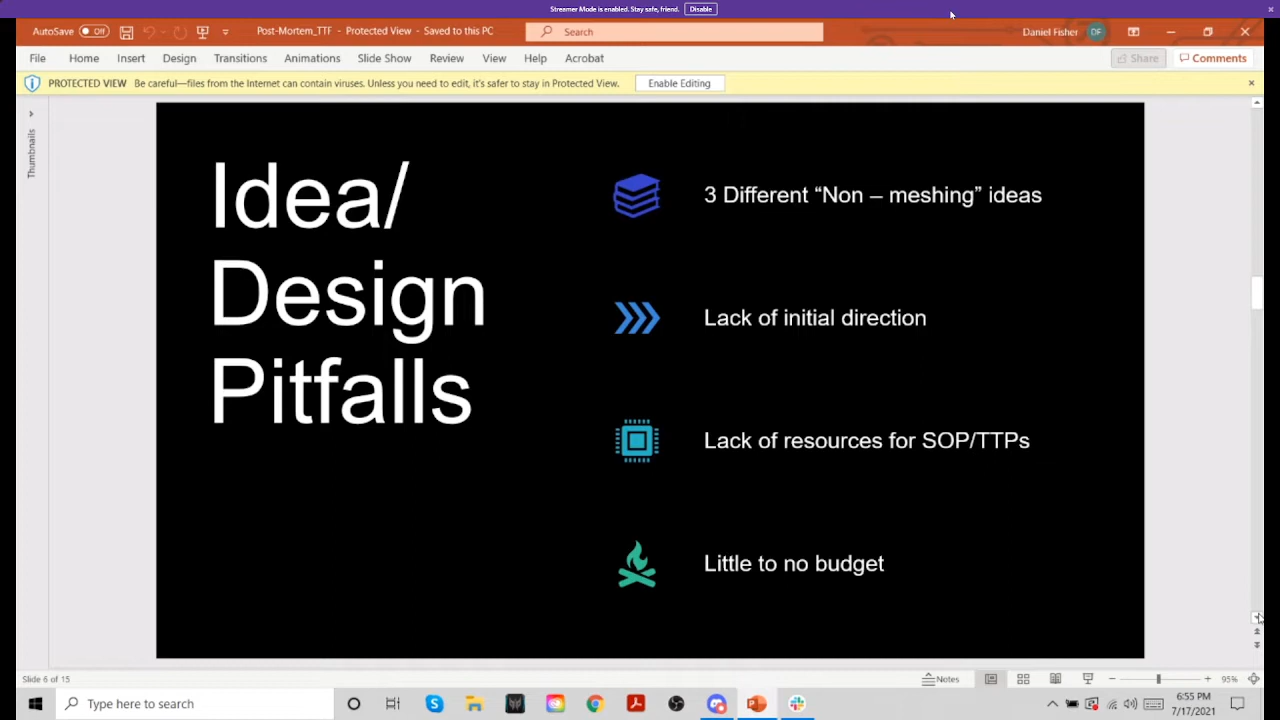 Streamer Mode is enabled. Stay safe, friend. Disable
AutoSave Off Post-Mortem_TTF - Protected View - Saved to this PC Search Daniel Fisher DF
File Home Insert Design Transitions Animations Slide Show Review View Help Acrobat Share Comments
PROTECTED VIEW Be careful—files from the Internet can contain viruses. Unless you need to edit, it's safer to stay in Protected View. Enable Editing
Thumbnails
Idea/
Design
Pitfalls
3 Different “Non – meshing” ideas
Lack of initial direction
Lack of resources for SOP/TTPs
Little to no budget
Slide 6 of 15 Notes 95%
Type here to search
6:55 PM
7/17/2021